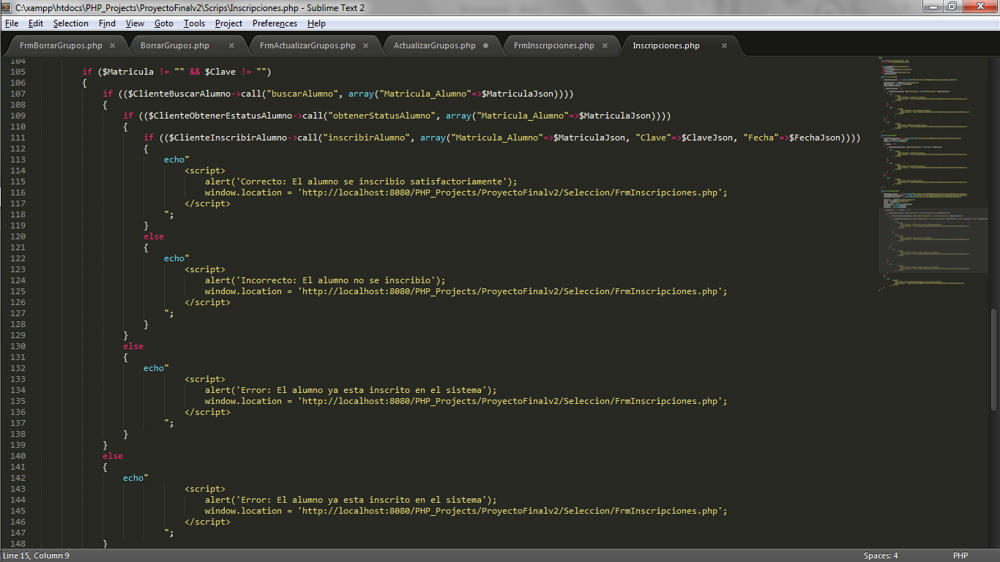 C:\xampp\htdocs\PHP_Projects\ProyectoFinalv2\Scrips\Inscripciones.php - Sublime Text 2
File Edit Selection Find View Goto Tools Project Preferences Help
FrmBorrarGrupos.php × BorrarGrupos.php × FrmActualizarGrupos.php × ActualizarGrupos.php FrmInscripciones.php × Inscripciones.php ×
104
105 if ($Matricula != "" && $Clave != "")
106 {
107 if (($ClienteBuscarAlumno->call("buscarAlumno", array("Matricula_Alumno"=>$MatriculaJson))))
108 {
109 if (($ClienteObtenerEstatusAlumno->call("obtenerStatusAlumno", array("Matricula_Alumno"=>$MatriculaJson))))
110 {
111 if (($ClienteInscribirAlumno->call("inscribirAlumno", array("Matricula_Alumno"=>$MatriculaJson, "Clave"=>$ClaveJson, "Fecha"=>$FechaJson))))
112 {
113 echo"
114 <script>
115 alert('Correcto: El alumno se inscribio satisfactoriamente');
116 window.location = 'http://localhost:8080/PHP_Projects/ProyectoFinalv2/Seleccion/FrmInscripciones.php';
117 </script>
118 ";
119 }
120 else
121 {
122 echo"
123 <script>
124 alert('Incorrecto: El alumno no se inscribio');
125 window.location = 'http://localhost:8080/PHP_Projects/ProyectoFinalv2/Seleccion/FrmInscripciones.php';
126 </script>
127 ";
128 }
129 }
130 else
131 {
132 echo"
133 <script>
134 alert('Error: El alumno ya esta inscrito en el sistema');
135 window.location = 'http://localhost:8080/PHP_Projects/ProyectoFinalv2/Seleccion/FrmInscripciones.php';
136 </script>
137 ";
138 }
139 }
140 else
141 {
142 echo"
143 <script>
144 alert('Error: El alumno ya esta inscrito en el sistema');
145 window.location = 'http://localhost:8080/PHP_Projects/ProyectoFinalv2/Seleccion/FrmInscripciones.php';
146 </script>
147 ";
148 }
Line 15, Column 9 Spaces: 4 PHP